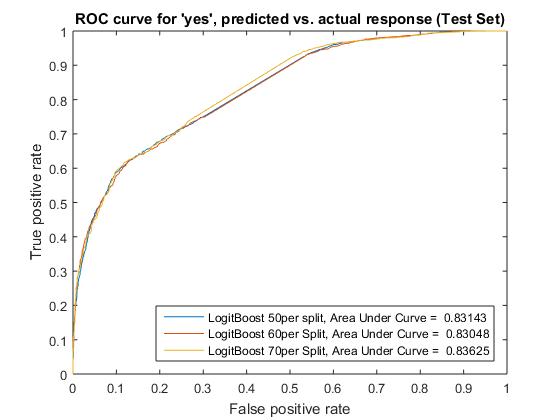 ROC curve for 'yes', predicted vs. actual response (Test Set)
1
0.9
0.8
0.7
0.6
0.5
0.4
0.3
0.2
0.1
0
True positive rate
LogitBoost 50per split, Area Under Curve = 0.83143
LogitBoost 60per Split, Area Under Curve = 0.83048
LogitBoost 70per Split, Area Under Curve = 0.83625
0 0.1 0.2 0.3 0.4 0.5 0.6 0.7 0.8 0.9 1
False positive rate